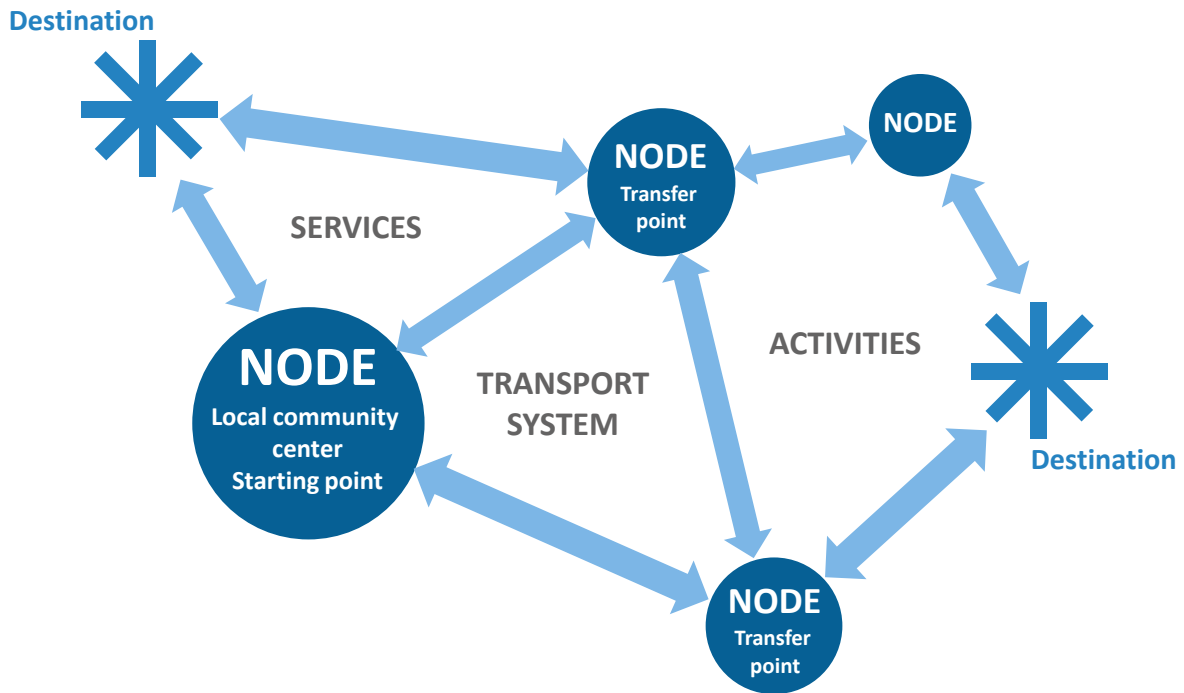 Destination
NODE
NODE
Transfer
point
SERVICES
ACTIVITIES
NODE
Local community
center
Starting point
TRANSPORT
SYSTEM
Destination
NODE
Transfer
point